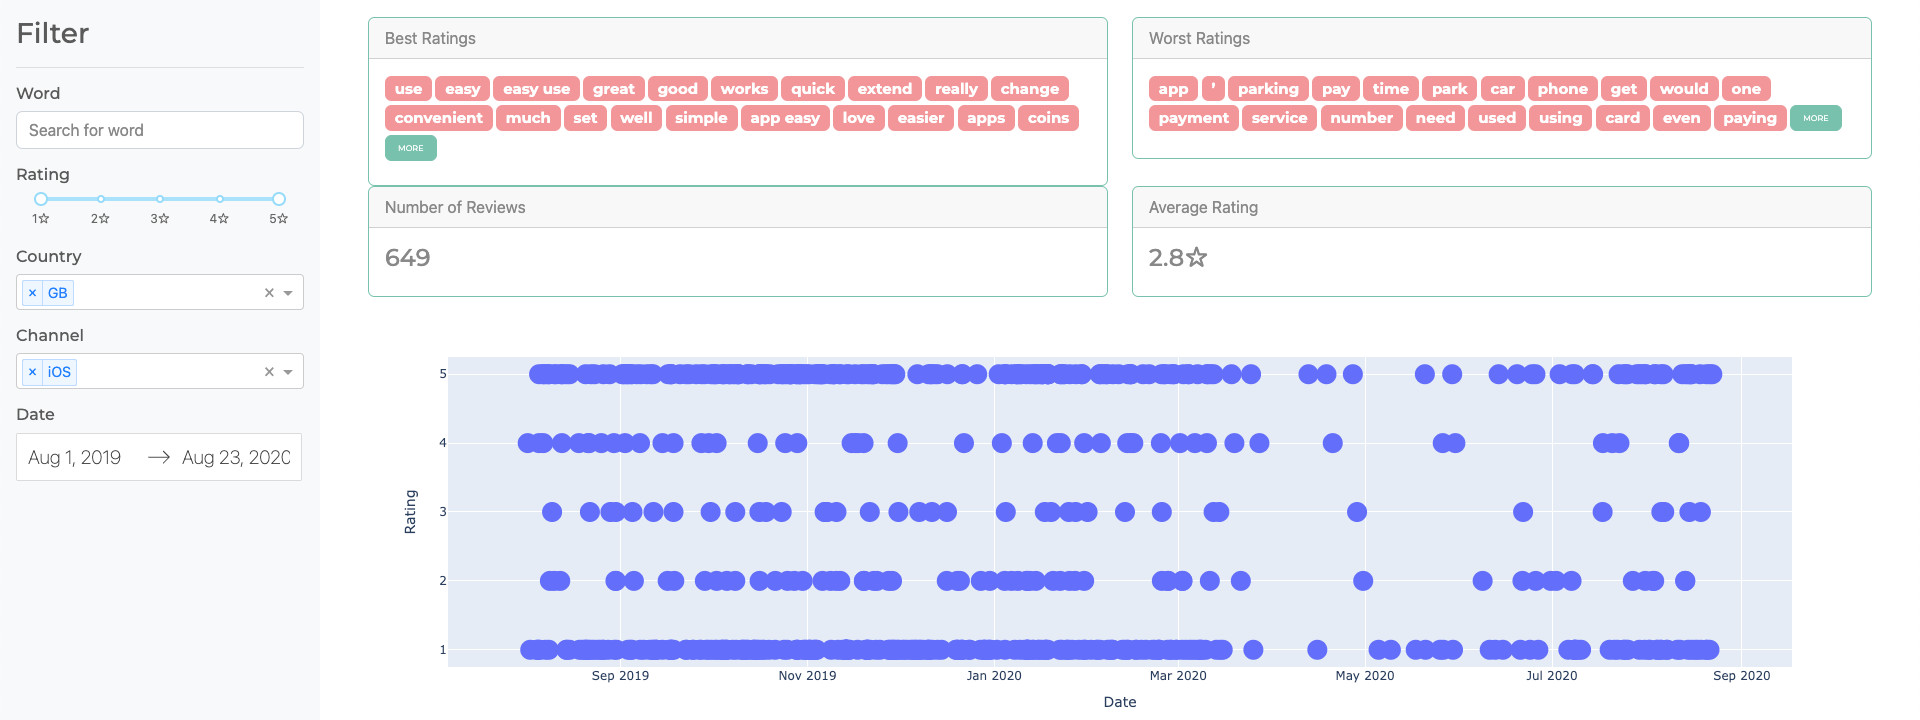 Filter
Word
Search for word
Rating
1☆ 2☆ 3☆ 4☆ 5☆
Country
× GB ×
Channel
× iOS ×
Date
Aug 1, 2019 → Aug 23, 2020
Best Ratings
use easy easy use great good works quick extend really change
convenient much set well simple app easy love easier apps coins
MORE
Worst Ratings
app ' parking pay time park car phone get would one
payment service number need used using card even paying MORE
Number of Reviews
649
Average Rating
2.8☆
5
4
3
2
1
Rating
Sep 2019 Nov 2019 Jan 2020 Mar 2020 May 2020 Jul 2020 Sep 2020
Date